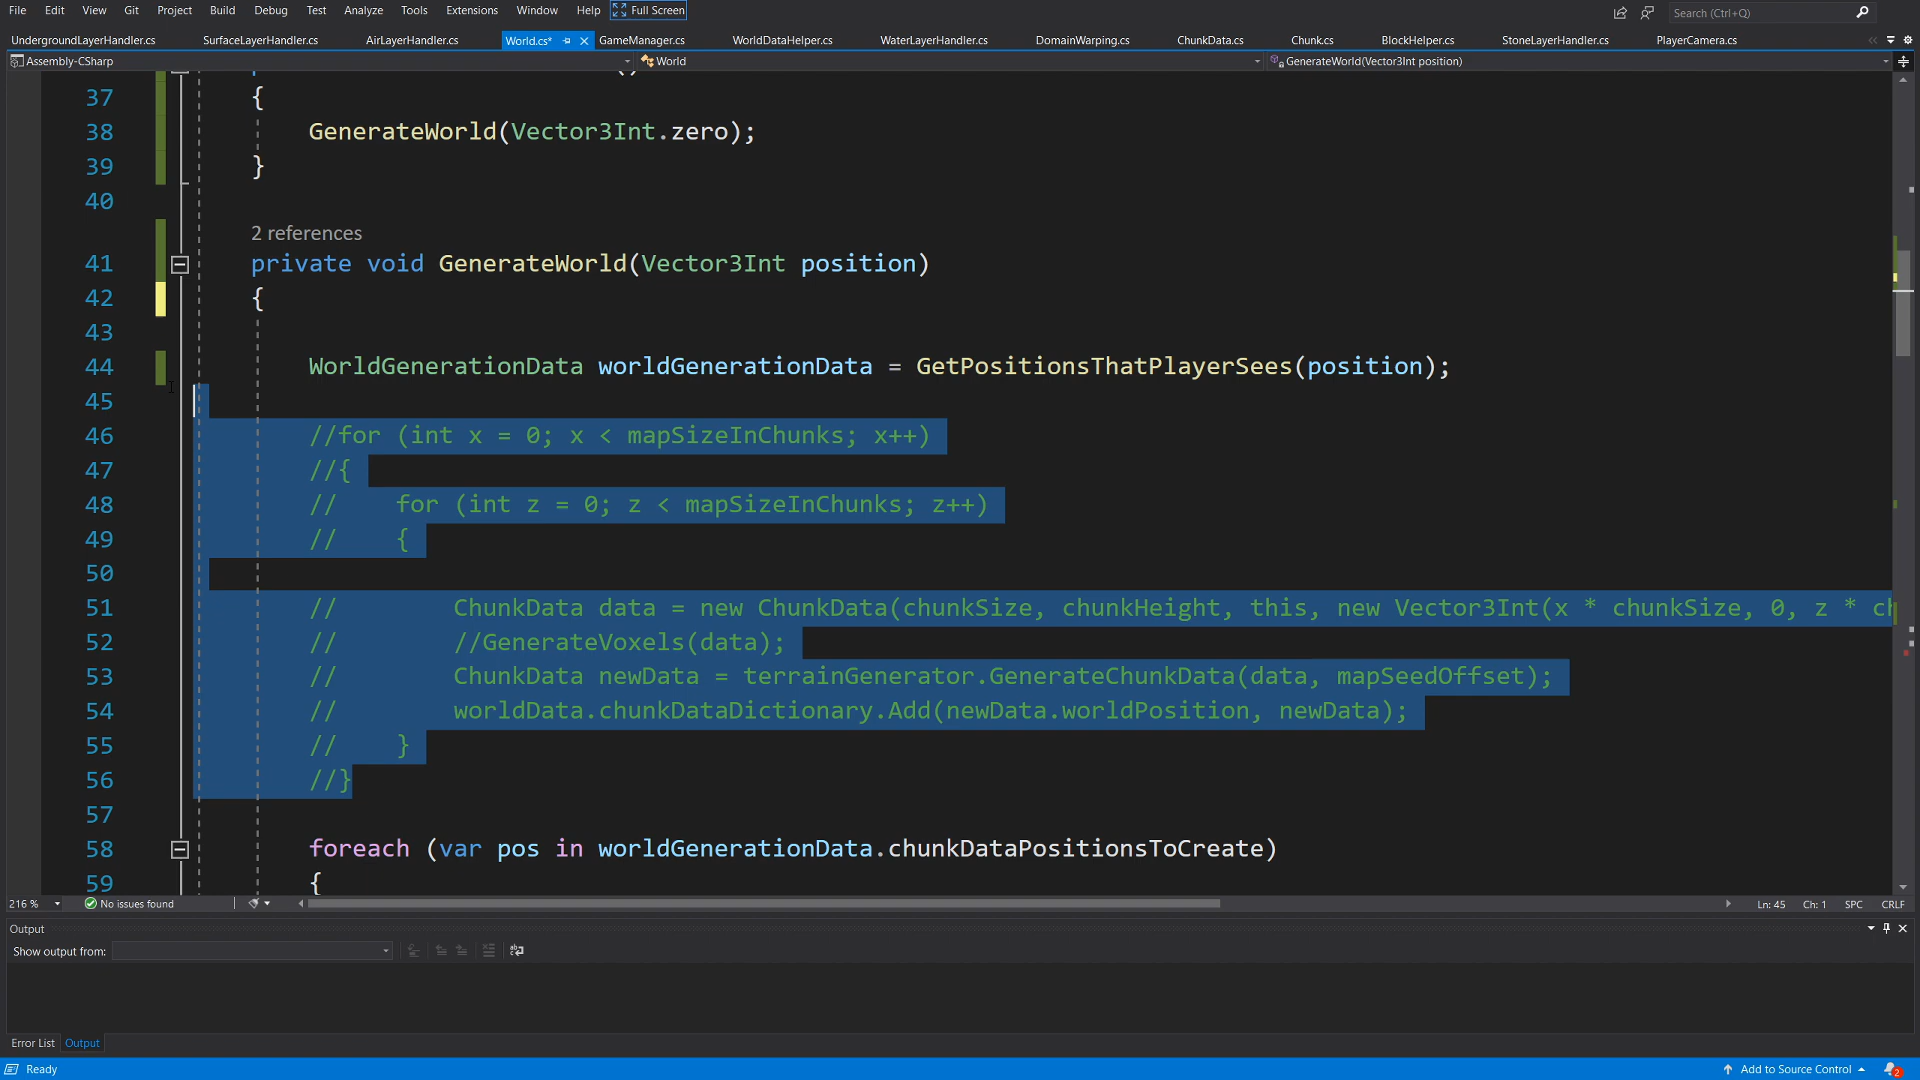 File Edit View Git Project Build Debug Test Analyze Tools Extensions Window Help Full Screen Search (Ctrl+Q)
UndergroundLayerHandler.cs SurfaceLayerHandler.cs AirLayerHandler.cs World.cs* GameManager.cs WorldDataHelper.cs WaterLayerHandler.cs DomainWarping.cs ChunkData.cs Chunk.cs BlockHelper.cs StoneLayerHandler.cs PlayerCamera.cs
Assembly-CSharp World GenerateWorld(Vector3Int position)
37 {
38 GenerateWorld(Vector3Int.zero);
39 }
40
2 references
41 private void GenerateWorld(Vector3Int position)
42 {
43
44 WorldGenerationData worldGenerationData = GetPositionsThatPlayerSees(position);
45
46 //for (int x = 0; x < mapSizeInChunks; x++)
47 //{
48 // for (int z = 0; z < mapSizeInChunks; z++)
49 // {
50
51 // ChunkData data = new ChunkData(chunkSize, chunkHeight, this, new Vector3Int(x * chunkSize, 0, z * ch
52 // //GenerateVoxels(data);
53 // ChunkData newData = terrainGenerator.GenerateChunkData(data, mapSeedOffset);
54 // worldData.chunkDataDictionary.Add(newData.worldPosition, newData);
55 // }
56 //}
57
58 foreach (var pos in worldGenerationData.chunkDataPositionsToCreate)
59 {
216 % No issues found Ln: 45 Ch: 1 SPC CRLF
Output
Show output from:
Error List Output
Ready Add to Source Control 2